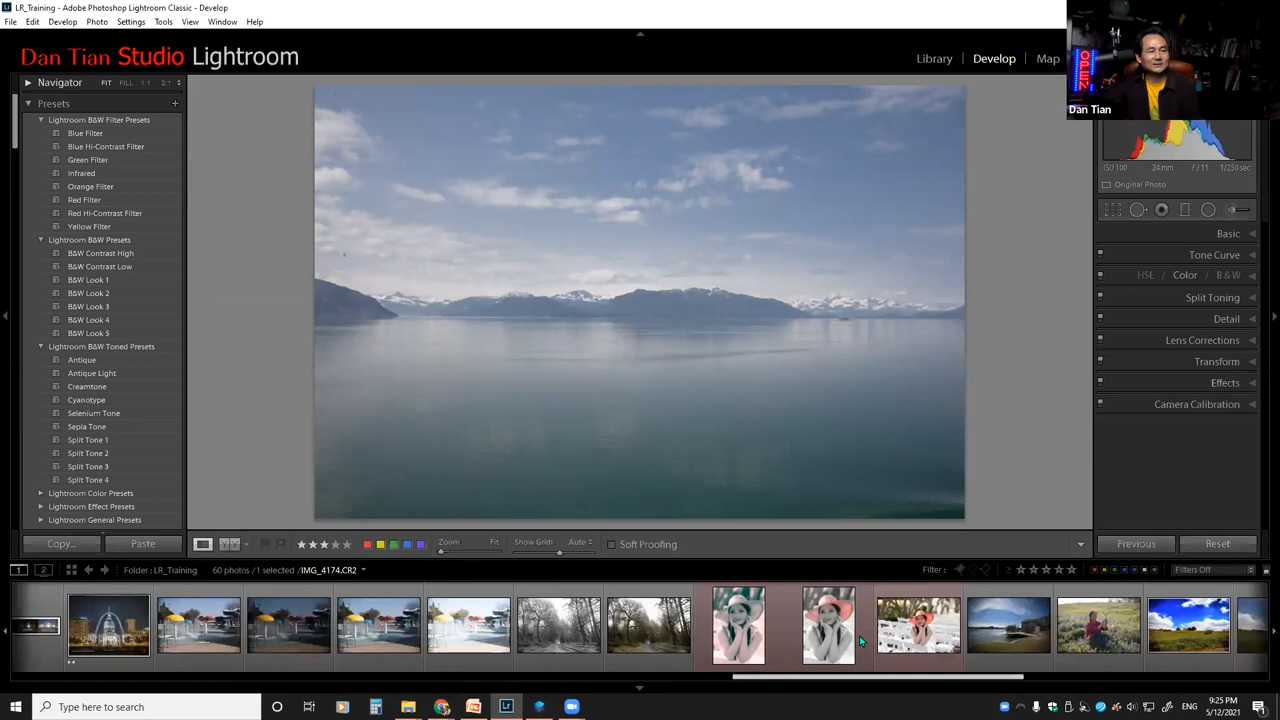 LR_Training - Adobe Photoshop Lightroom Classic - Develop
File Edit Develop Photo Settings Tools View Window Help
Dan Tian Studio Lightroom
Library Develop Map
OPEN
Dan Tian
Navigator FIT FILL 1:1 2:1
Presets +
Lightroom B&W Filter Presets
Blue Filter
Blue Hi-Contrast Filter
Green Filter
Infrared
Orange Filter
Red Filter
Red Hi-Contrast Filter
Yellow Filter
Lightroom B&W Presets
B&W Contrast High
B&W Contrast Low
B&W Look 1
B&W Look 2
B&W Look 3
B&W Look 4
B&W Look 5
Lightroom B&W Toned Presets
Antique
Antique Light
Creamtone
Cyanotype
Selenium Tone
Sepia Tone
Split Tone 1
Split Tone 2
Split Tone 3
Split Tone 4
Lightroom Color Presets
Lightroom Effect Presets
Lightroom General Presets
Copy... Paste
ISO 100 24 mm f / 11 1/250 sec
Original Photo
Basic
Tone Curve
HSL / Color / B & W
Split Toning
Detail
Lens Corrections
Transform
Effects
Camera Calibration
Previous Reset
Zoom Fit Show Grids Auto Soft Proofing
1 2 Folder : LR_Training 60 photos / 1 selected / IMG_4174.CR2
Filter : Filters Off
Type here to search
ENG 9:25 PM
5/12/2021